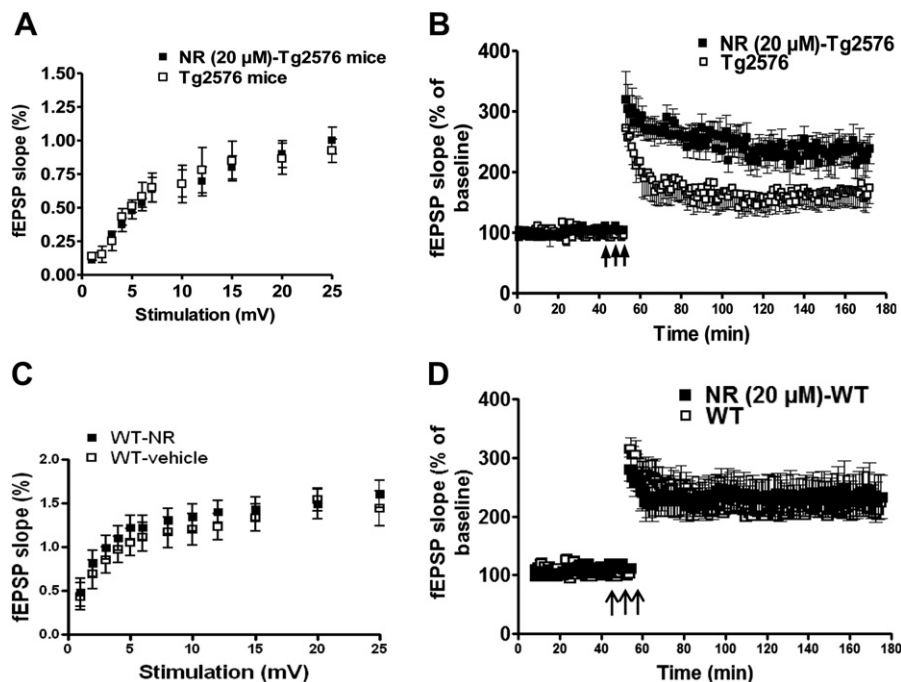 A
NR (20 µM)-Tg2576 mice
Tg2576 mice
fEPSP slope (%)
1.50
1.25
1.00
0.75
0.50
0.25
0.00
0 5 10 15 20 25
Stimulation (mV)
B
NR (20 µM)-Tg2576
Tg2576
fEPSP slope (% of
baseline)
400
300
200
100
0
0 20 40 60 80 100 120 140 160 180
Time (min)
C
WT-NR
WT-vehicle
fEPSP slope (%)
2.0
1.5
1.0
0.5
0.0
0 5 10 15 20 25
Stimulation (mV)
D
NR (20 µM)-WT
WT
fEPSP slope (% of
baseline)
400
300
200
100
0
0 20 40 60 80 100 120 140 160 180
Time (min)